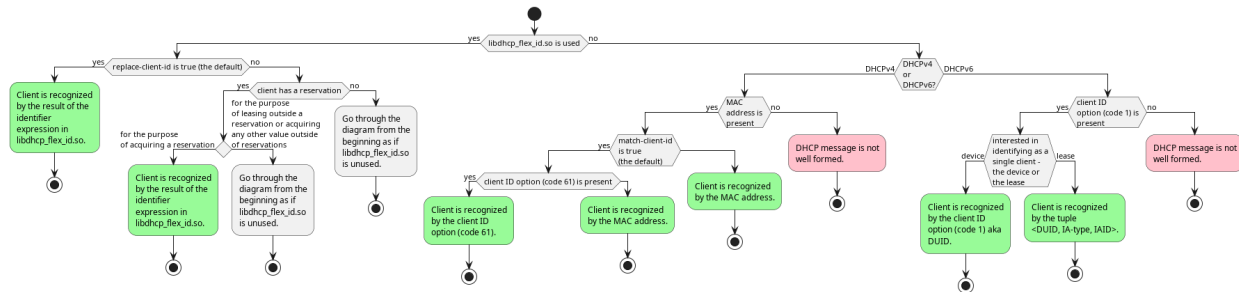 yes
libdhcp_flex_id.so is used
no
yes
replace-client-id is true (the default)
no
Client is recognized
by the result of the
identifier
expression in
libdhcp_flex_id.so.
yes
client has a reservation
no
for the purpose
of acquiring a reservation
for the purpose
of leasing outside a
reservation or acquiring
any other value outside
of reservations
Client is recognized
by the result of the
identifier
expression in
libdhcp_flex_id.so.
Go through the
diagram from the
beginning as if
libdhcp_flex_id.so
is unused.
Go through the
diagram from the
beginning as if
libdhcp_flex_id.so
is unused.
DHCPv4
DHCPv4
or
DHCPv6?
DHCPv6
yes
MAC
address is
present
no
yes
match-client-id
is true
(the default)
DHCP message is not
well formed.
yes
client ID option (code 61) is present
Client is recognized
by the client ID
option (code 61).
Client is recognized
by the MAC address.
Client is recognized
by the MAC address.
yes
client ID
option (code 1) is
present
no
device
interested in
identifying as a
single client -
the device or
the lease
lease
DHCP message is not
well formed.
Client is recognized
by the client ID
option (code 1) aka
DUID.
Client is recognized
by the tuple
<DUID, IA-type, IAID>.